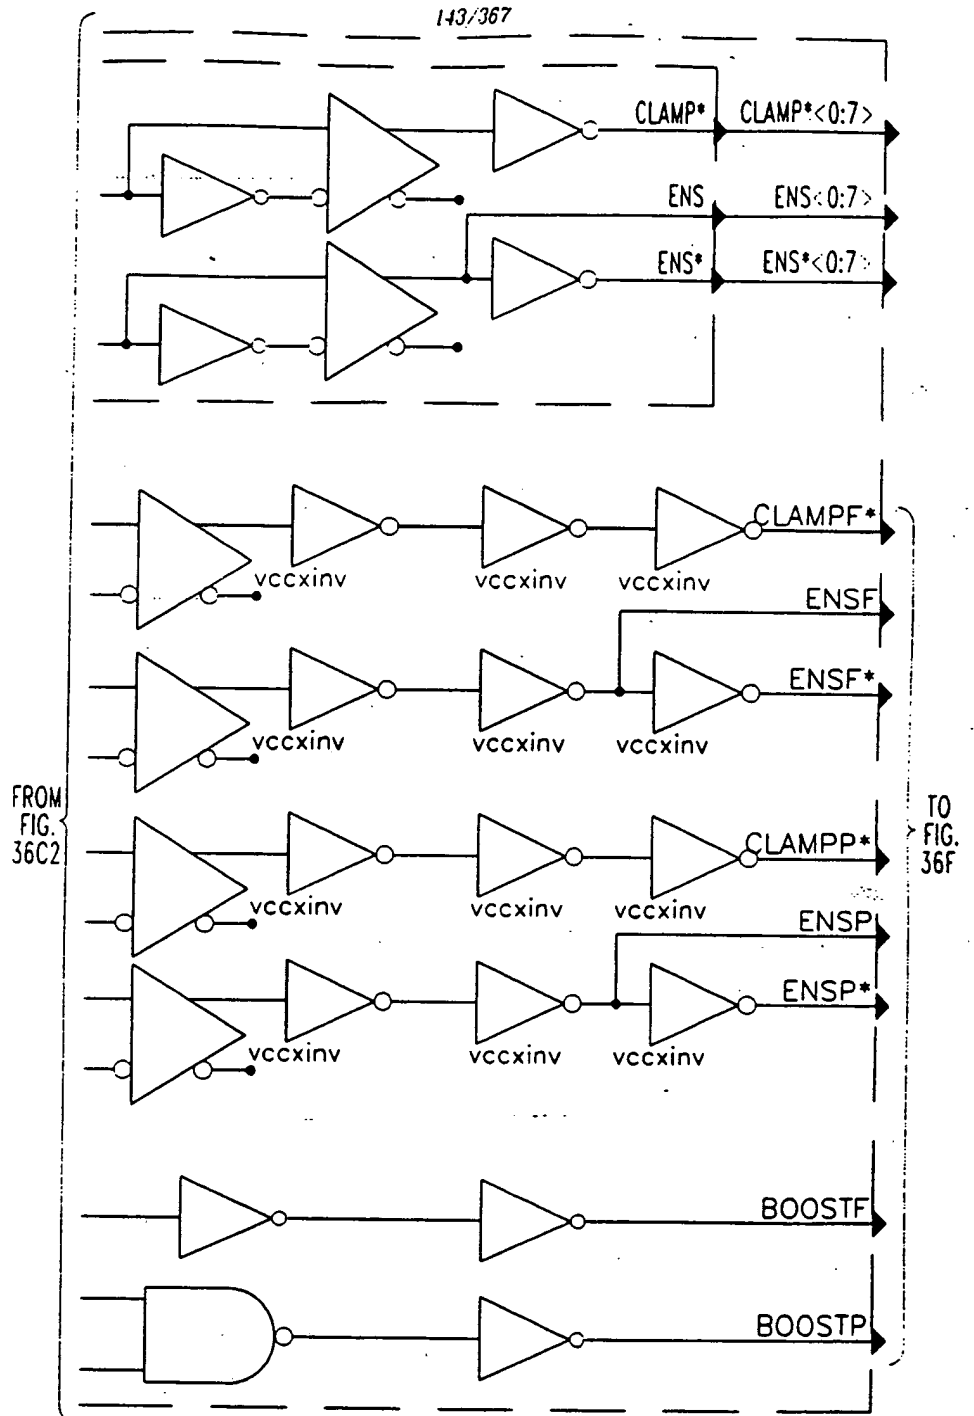 143/367
CLAMP* CLAMP*<0:7>
ENS ENS<0:7>
ENS* ENS*<0:7>
CLAMPF*
vccxinv vccxinv vccxinv
ENSF
ENSF*
vccxinv vccxinv vccxinv
FROM
FIG.
36C2
TO
FIG.
36F
CLAMPP*
vccxinv vccxinv vccxinv
ENSP
ENSP*
vccxinv vccxinv vccxinv
BOOSTF
BOOSTP